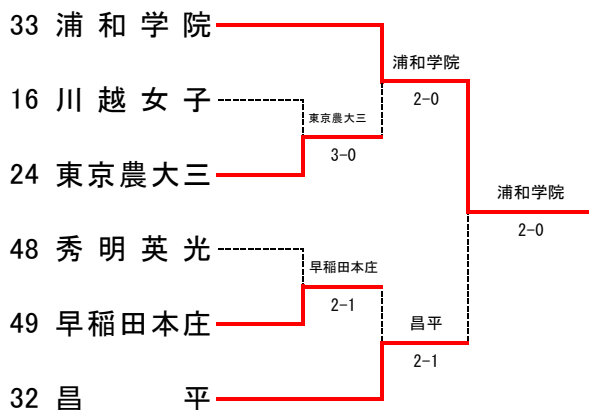 33 浦和学院
浦和学院
2-0
16 川越女子
東京農大三
3-0
24 東京農大三
浦和学院
2-0
48 秀明英光
早稲田本庄
2-1
49 早稲田本庄
昌平
2-1
32 昌平